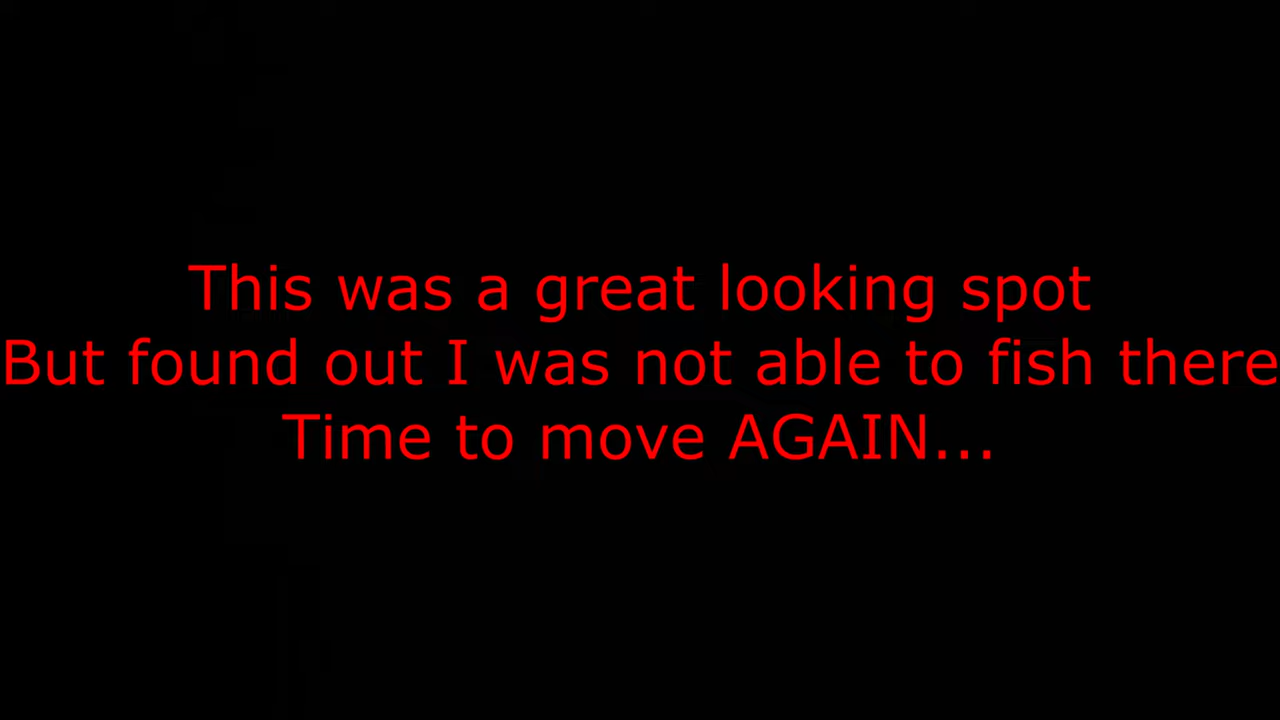 This was a great looking spot
But found out I was not able to fish there
Time to move AGAIN...